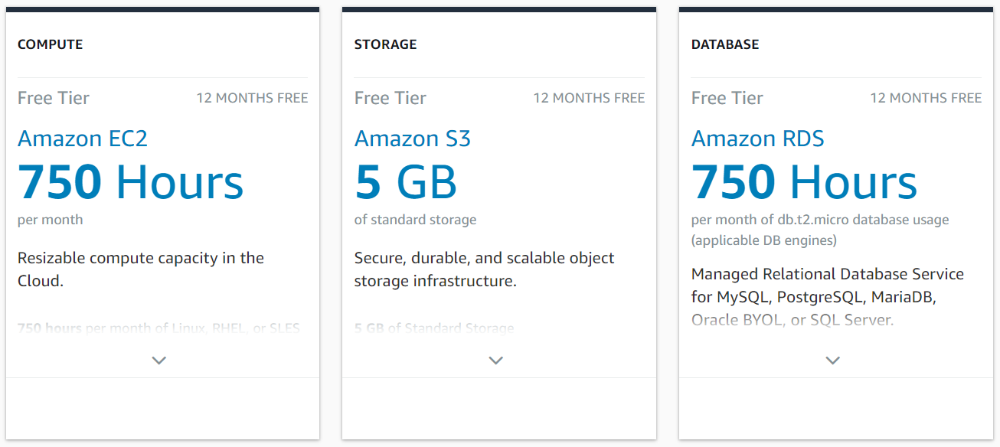 COMPUTE
Free Tier
12 MONTHS FREE
Amazon EC2
750 Hours
per month
Resizable compute capacity in the
Cloud.
750 hours per month of Linux, RHEL, or SLES
STORAGE
Free Tier
12 MONTHS FREE
Amazon S3
5 GB
of standard storage
Secure, durable, and scalable object
storage infrastructure.
5 GB of Standard Storage
DATABASE
Free Tier
12 MONTHS FREE
Amazon RDS
750 Hours
per month of db.t2.micro database usage
(applicable DB engines)
Managed Relational Database Service
for MySQL, PostgreSQL, MariaDB,
Oracle BYOL, or SQL Server.